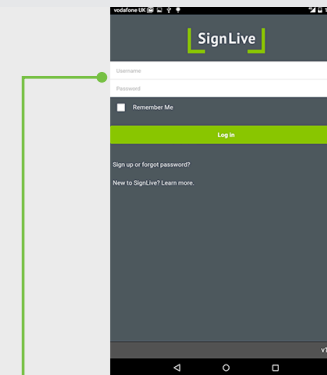 vodafone UK
SignLive
Username
Password
Remember Me
Log in
Sign up or forgot password?
New to SignLive? Learn more.